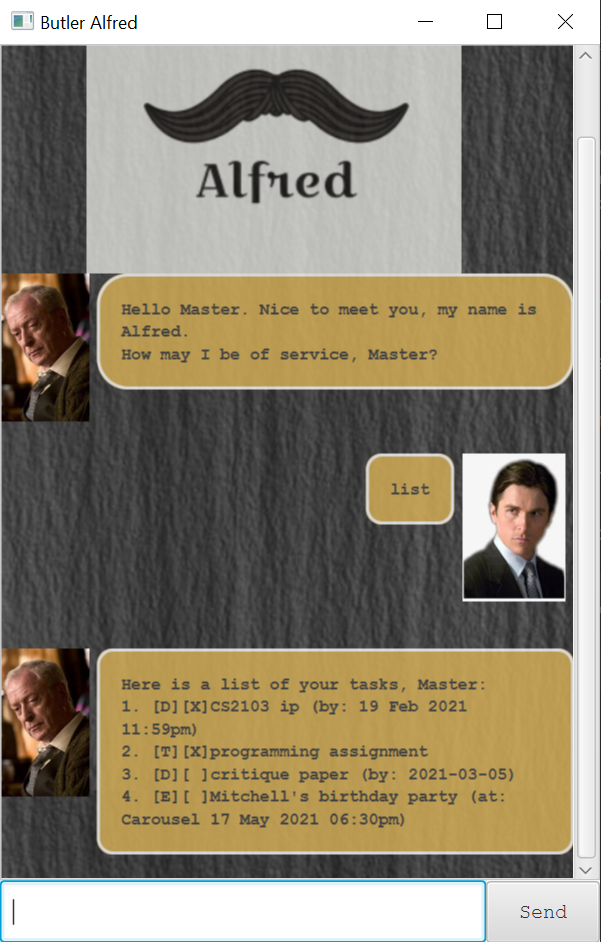 Butler Alfred
Alfred
Hello Master. Nice to meet you, my name is
Alfred.
How may I be of service, Master?
list
Here is a list of your tasks, Master:
1. [D][X]CS2103 ip (by: 19 Feb 2021
11:59pm)
2. [T][X]programming assignment
3. [D][ ]critique paper (by: 2021-03-05)
4. [E][ ]Mitchell's birthday party (at:
Carousel 17 May 2021 06:30pm)
Send